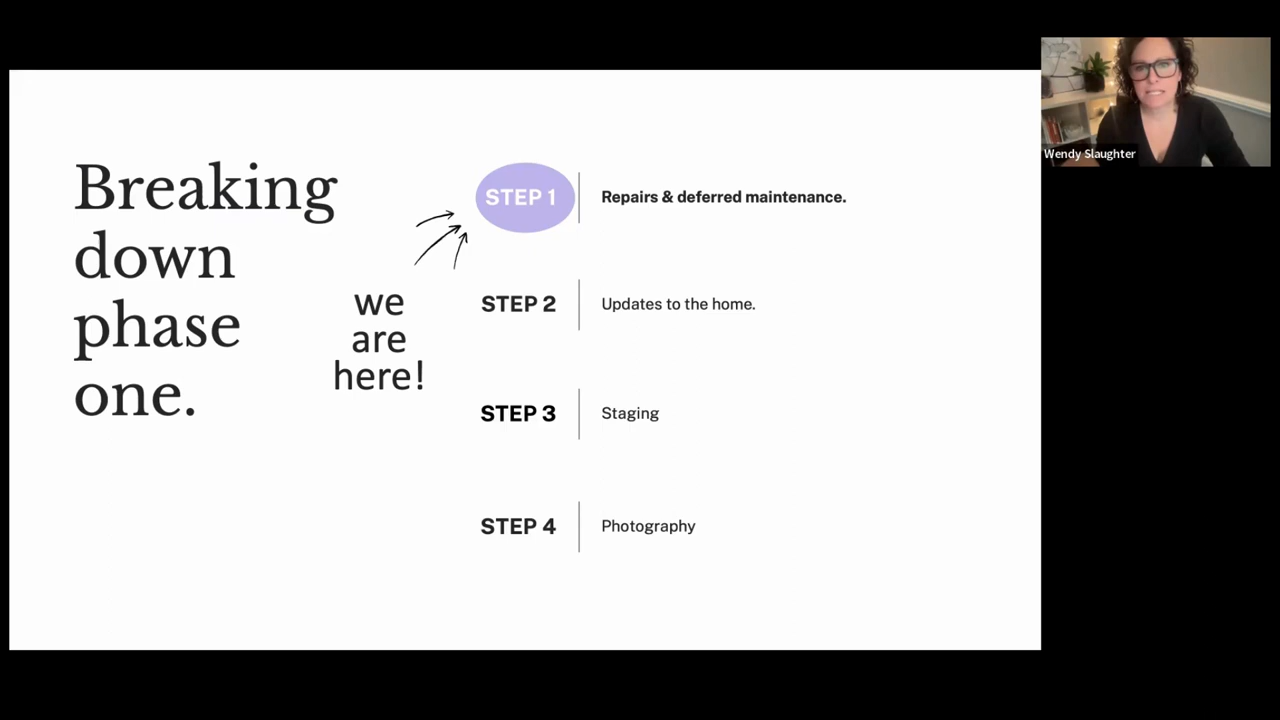 Breaking
down
phase
one.
we
are
here!
STEP 1
Repairs & deferred maintenance.
STEP 2
Updates to the home.
STEP 3
Staging
STEP 4
Photography
Wendy Slaughter